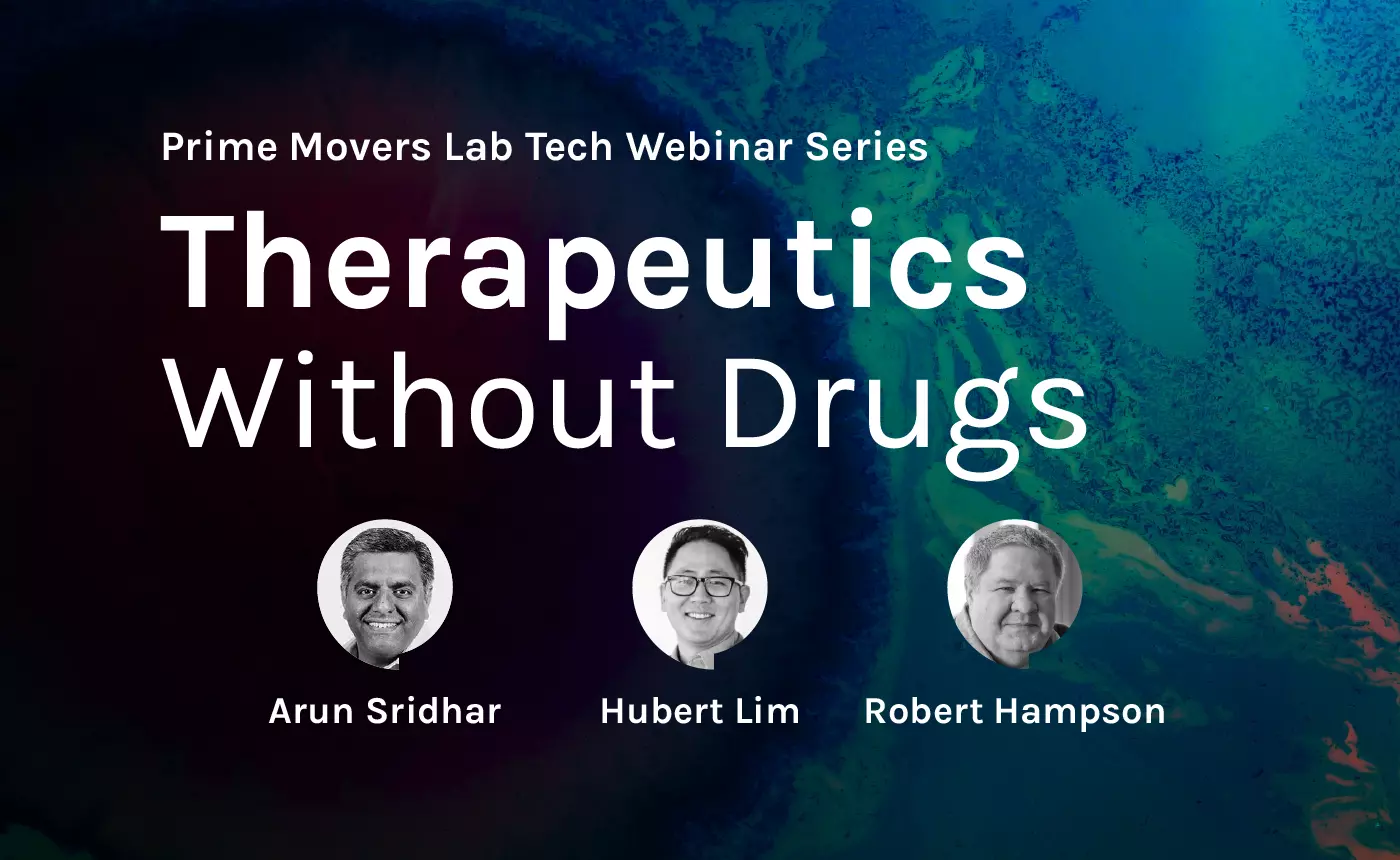 Prime Movers Lab Tech Webinar Series
Therapeutics
Without Drugs
Arun Sridhar
Hubert Lim
Robert Hampson